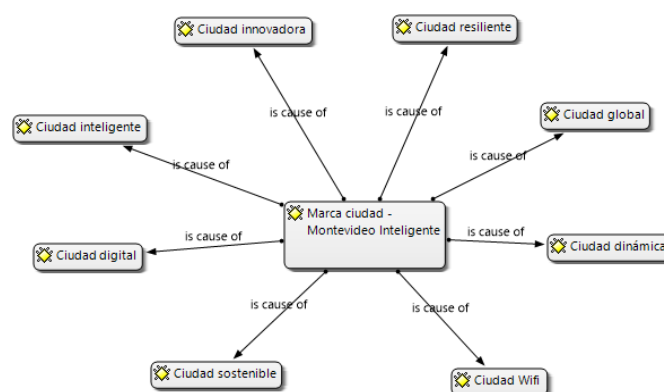 Ciudad innovadora
Ciudad resiliente
is cause of
is cause of
Ciudad global
Ciudad inteligente
is cause of
is cause of
Marca ciudad -
Montevideo Inteligente
is cause of
is cause of
Ciudad digital
Ciudad dinámica
is cause of
is cause of
Ciudad sostenible
Ciudad Wifi